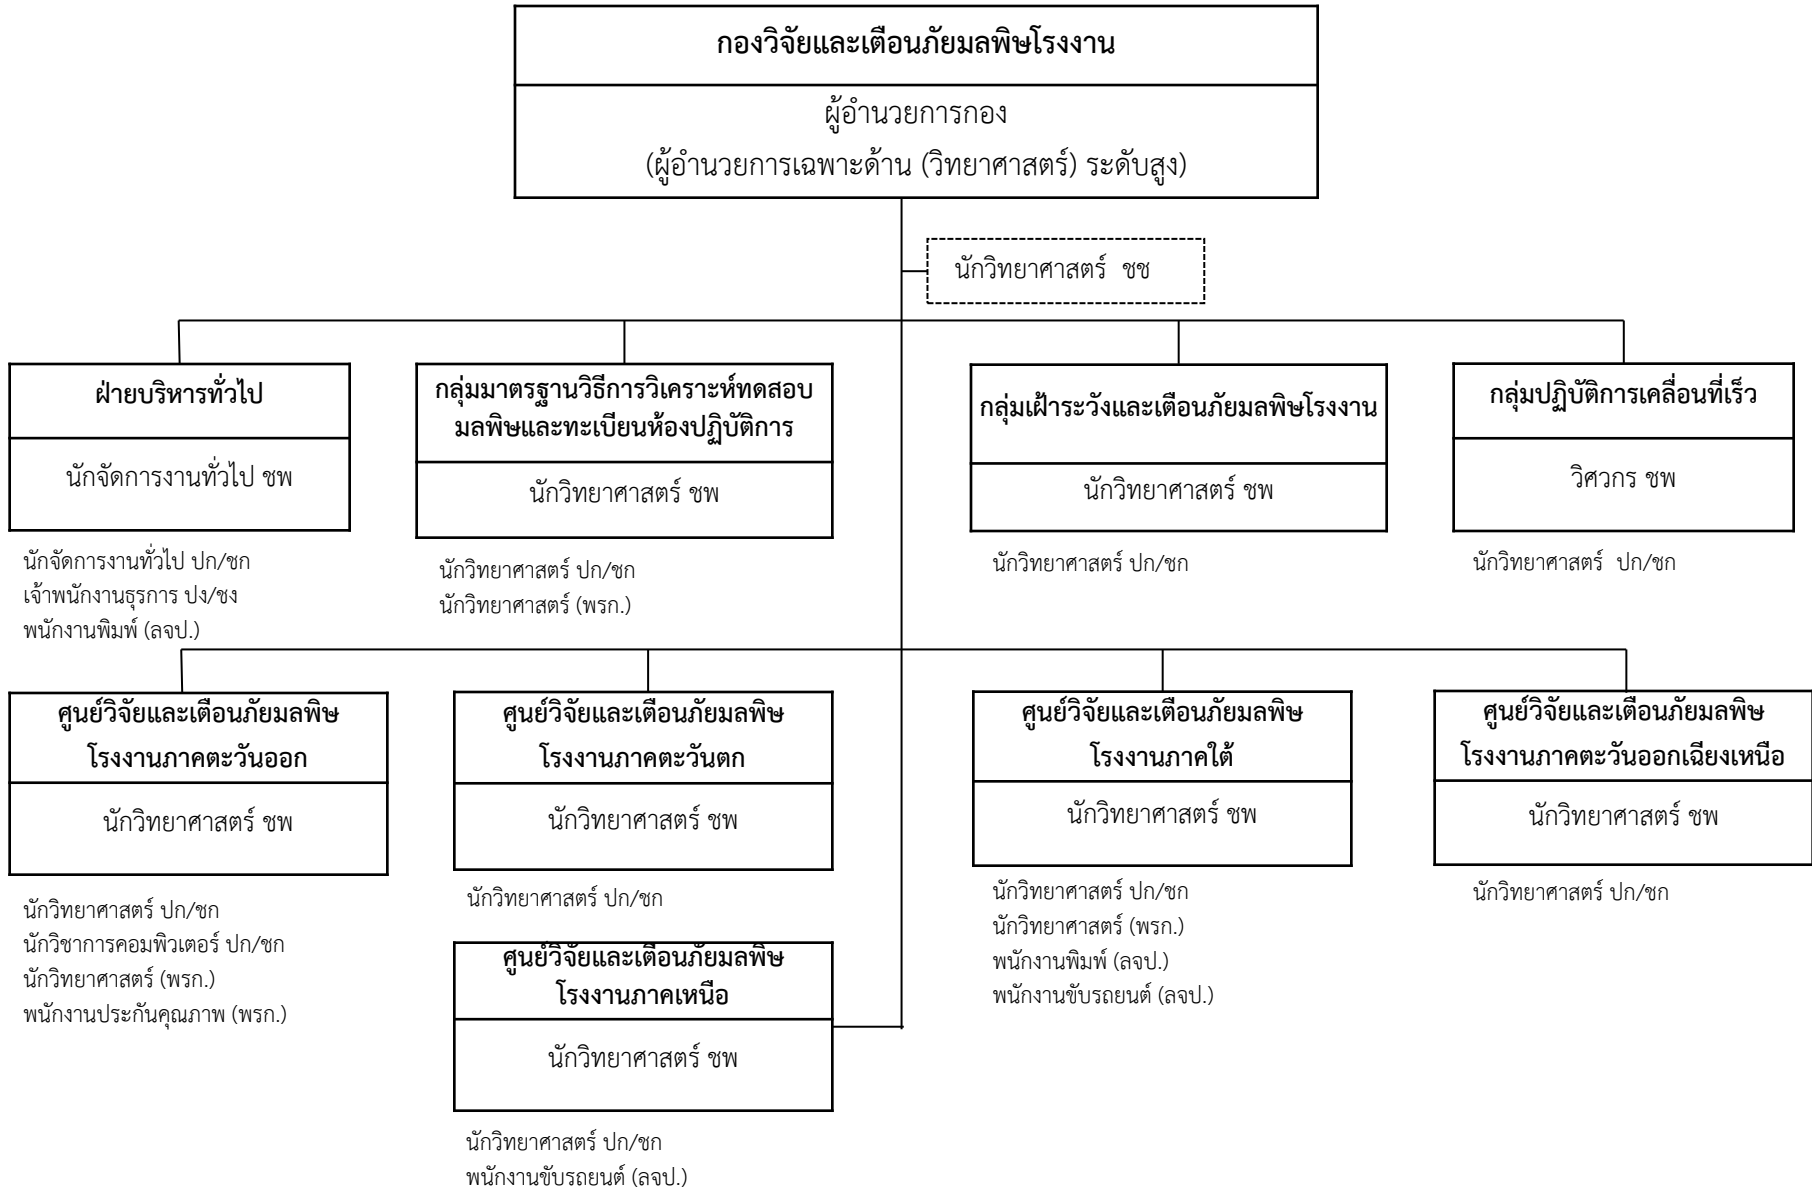 กองวิจัยและเตือนภัยมลพิษโรงงาน
ผู้อำนวยการกอง
(ผู้อำนวยการเฉพาะด้าน (วิทยาศาสตร์) ระดับสูง)
นักวิทยาศาสตร์ ชช
ฝ่ายบริหารทั่วไป
นักจัดการงานทั่วไป ชพ
นักจัดการงานทั่วไป ปก/ชก
เจ้าพนักงานธุรการ ปง/ชง
พนักงานพิมพ์ (ลจป.)
กลุ่มมาตรฐานวิธีการวิเคราะห์ทดสอบ
มลพิษและทะเบียนห้องปฏิบัติการ
นักวิทยาศาสตร์ ชพ
นักวิทยาศาสตร์ ปก/ชก
นักวิทยาศาสตร์ (พรก.)
กลุ่มเฝ้าระวังและเตือนภัยมลพิษโรงงาน
นักวิทยาศาสตร์ ชพ
นักวิทยาศาสตร์ ปก/ชก
กลุ่มปฏิบัติการเคลื่อนที่เร็ว
วิศวกร ชพ
นักวิทยาศาสตร์ ปก/ชก
ศูนย์วิจัยและเตือนภัยมลพิษ
โรงงานภาคตะวันออก
นักวิทยาศาสตร์ ชพ
นักวิทยาศาสตร์ ปก/ชก
นักวิชาการคอมพิวเตอร์ ปก/ชก
นักวิทยาศาสตร์ (พรก.)
พนักงานประกันคุณภาพ (พรก.)
ศูนย์วิจัยและเตือนภัยมลพิษ
โรงงานภาคตะวันตก
นักวิทยาศาสตร์ ชพ
นักวิทยาศาสตร์ ปก/ชก
ศูนย์วิจัยและเตือนภัยมลพิษ
โรงงานภาคเหนือ
นักวิทยาศาสตร์ ชพ
นักวิทยาศาสตร์ ปก/ชก
พนักงานขับรถยนต์ (ลจป.)
ศูนย์วิจัยและเตือนภัยมลพิษ
โรงงานภาคใต้
นักวิทยาศาสตร์ ชพ
นักวิทยาศาสตร์ ปก/ชก
นักวิทยาศาสตร์ (พรก.)
พนักงานพิมพ์ (ลจป.)
พนักงานขับรถยนต์ (ลจป.)
ศูนย์วิจัยและเตือนภัยมลพิษ
โรงงานภาคตะวันออกเฉียงเหนือ
นักวิทยาศาสตร์ ชพ
นักวิทยาศาสตร์ ปก/ชก